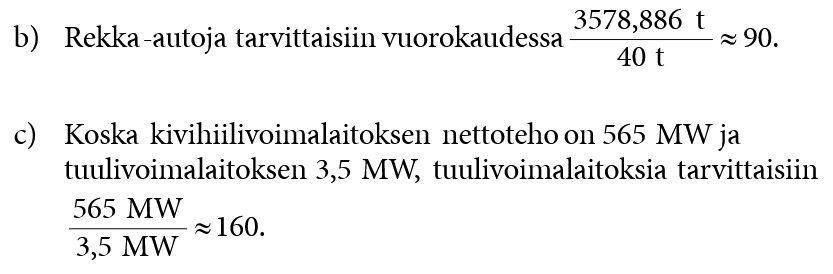 b) Rekka-autoja tarvittaisiin vuorokaudessa 3578,886 t / 40 t ≈ 90.
c) Koska kivihiilivoimalaitoksen nettoteho on 565 MW ja
tuulivoimalaitoksen 3,5 MW, tuulivoimalaitoksia tarvittaisiin
565 MW / 3,5 MW ≈ 160.